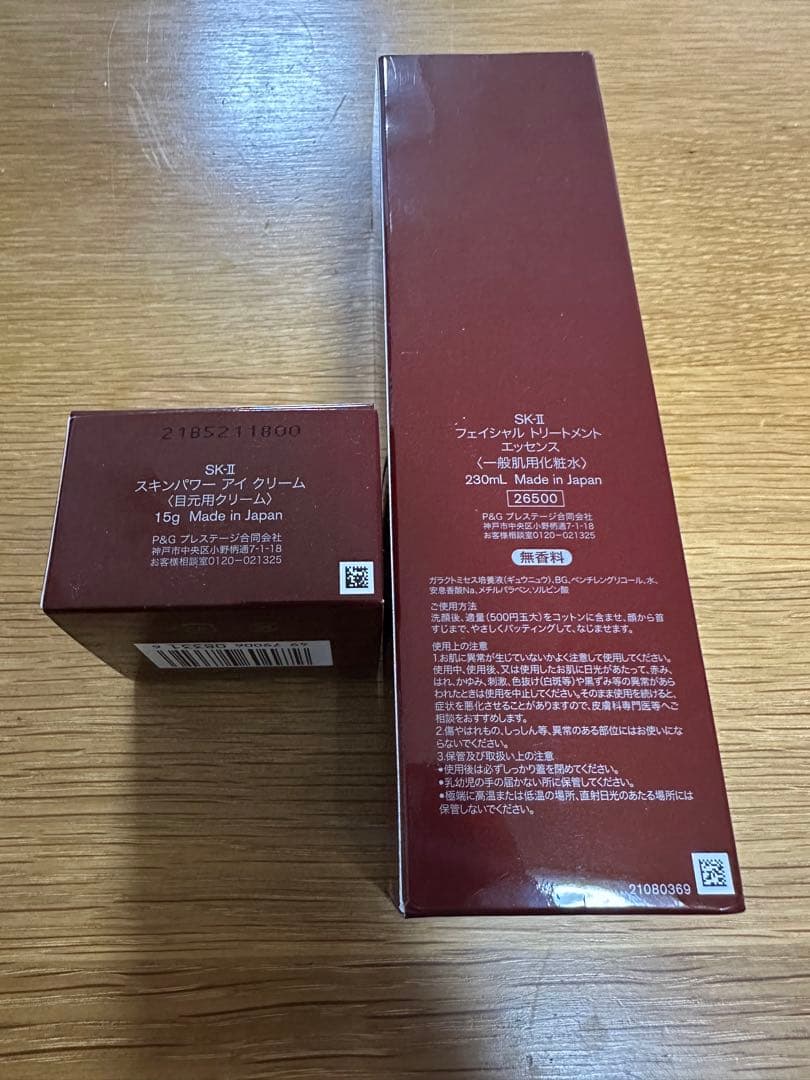 2185211800
SK-II
スキンパワー アイ クリーム
〈目元用クリーム〉
15g Made in Japan
P&G プレステージ合同会社
神戸市中央区小野柄通7-1-18
お客様相談室0120-021325
SK-II
フェイシャル トリートメント
エッセンス
〈一般肌用化粧水〉
230mL Made in Japan
26500
P&G プレステージ合同会社
神戸市中央区小野柄通7-1-18
お客様相談室0120-021325
無香料
ガラクトミセス培養液(ギュウニュウ)、BG、ペンチレングリコール、水、
安息香酸Na、メチルパラベン、ソルビン酸
ご使用方法
洗顔後、適量(500円玉大)をコットンに含ませ、顔から首
すじまで、やさしくパッティングして、なじませます。
使用上の注意
1.お肌に異常が生じていないかよく注意して使用してください。
使用中、使用後、又は使用したお肌に日光があたって、赤み、
はれ、かゆみ、刺激、色抜け(白斑等)や黒ずみ等の異常があら
われたときは使用を中止してください。そのまま使用を続けると、
症状を悪化させることがありますので、皮膚科専門医等へご
相談をおすすめします。
2.傷やはれもの、しっしん等、異常のある部位にはお使いにな
らないでください。
3.保管及び取扱い上の注意
●使用後は必ずしっかり蓋を閉めてください。
●乳幼児の手の届かない所に保管してください。
●極端に高温または低温の場所、直射日光のあたる場所には
保管しないでください。
21080369